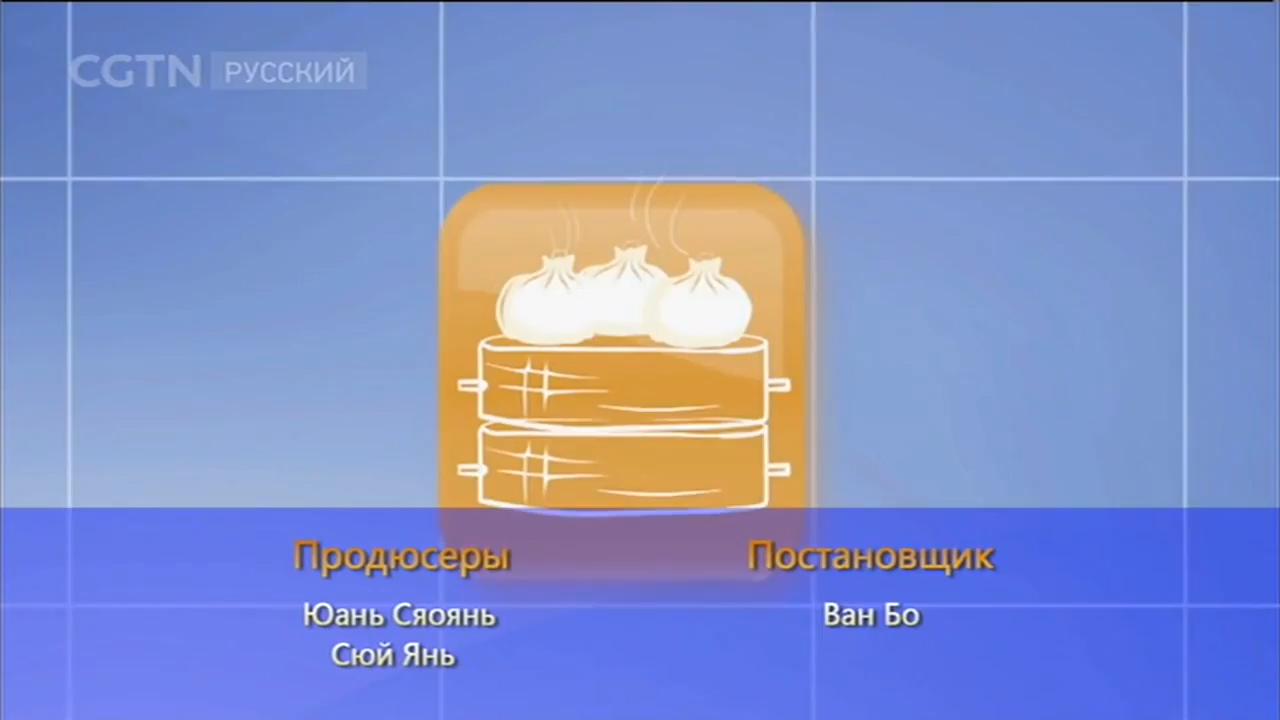 CGTN РУССКИЙ
Продюсеры
Юань Сяоянь
Сюй Янь
Постановщик
Ван Бо